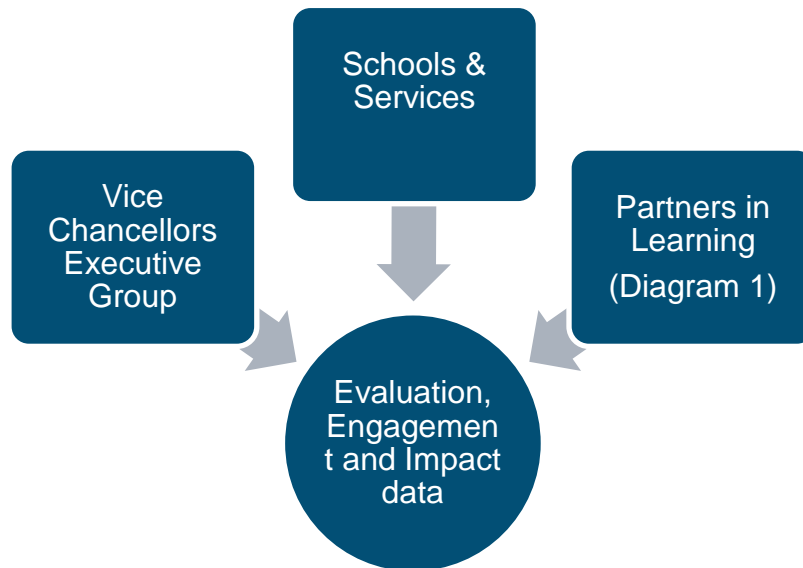 Schools &
Services
Vice
Chancellors
Executive
Group
Partners in
Learning
(Diagram 1)
Evaluation,
Engagemen
t and Impact
data